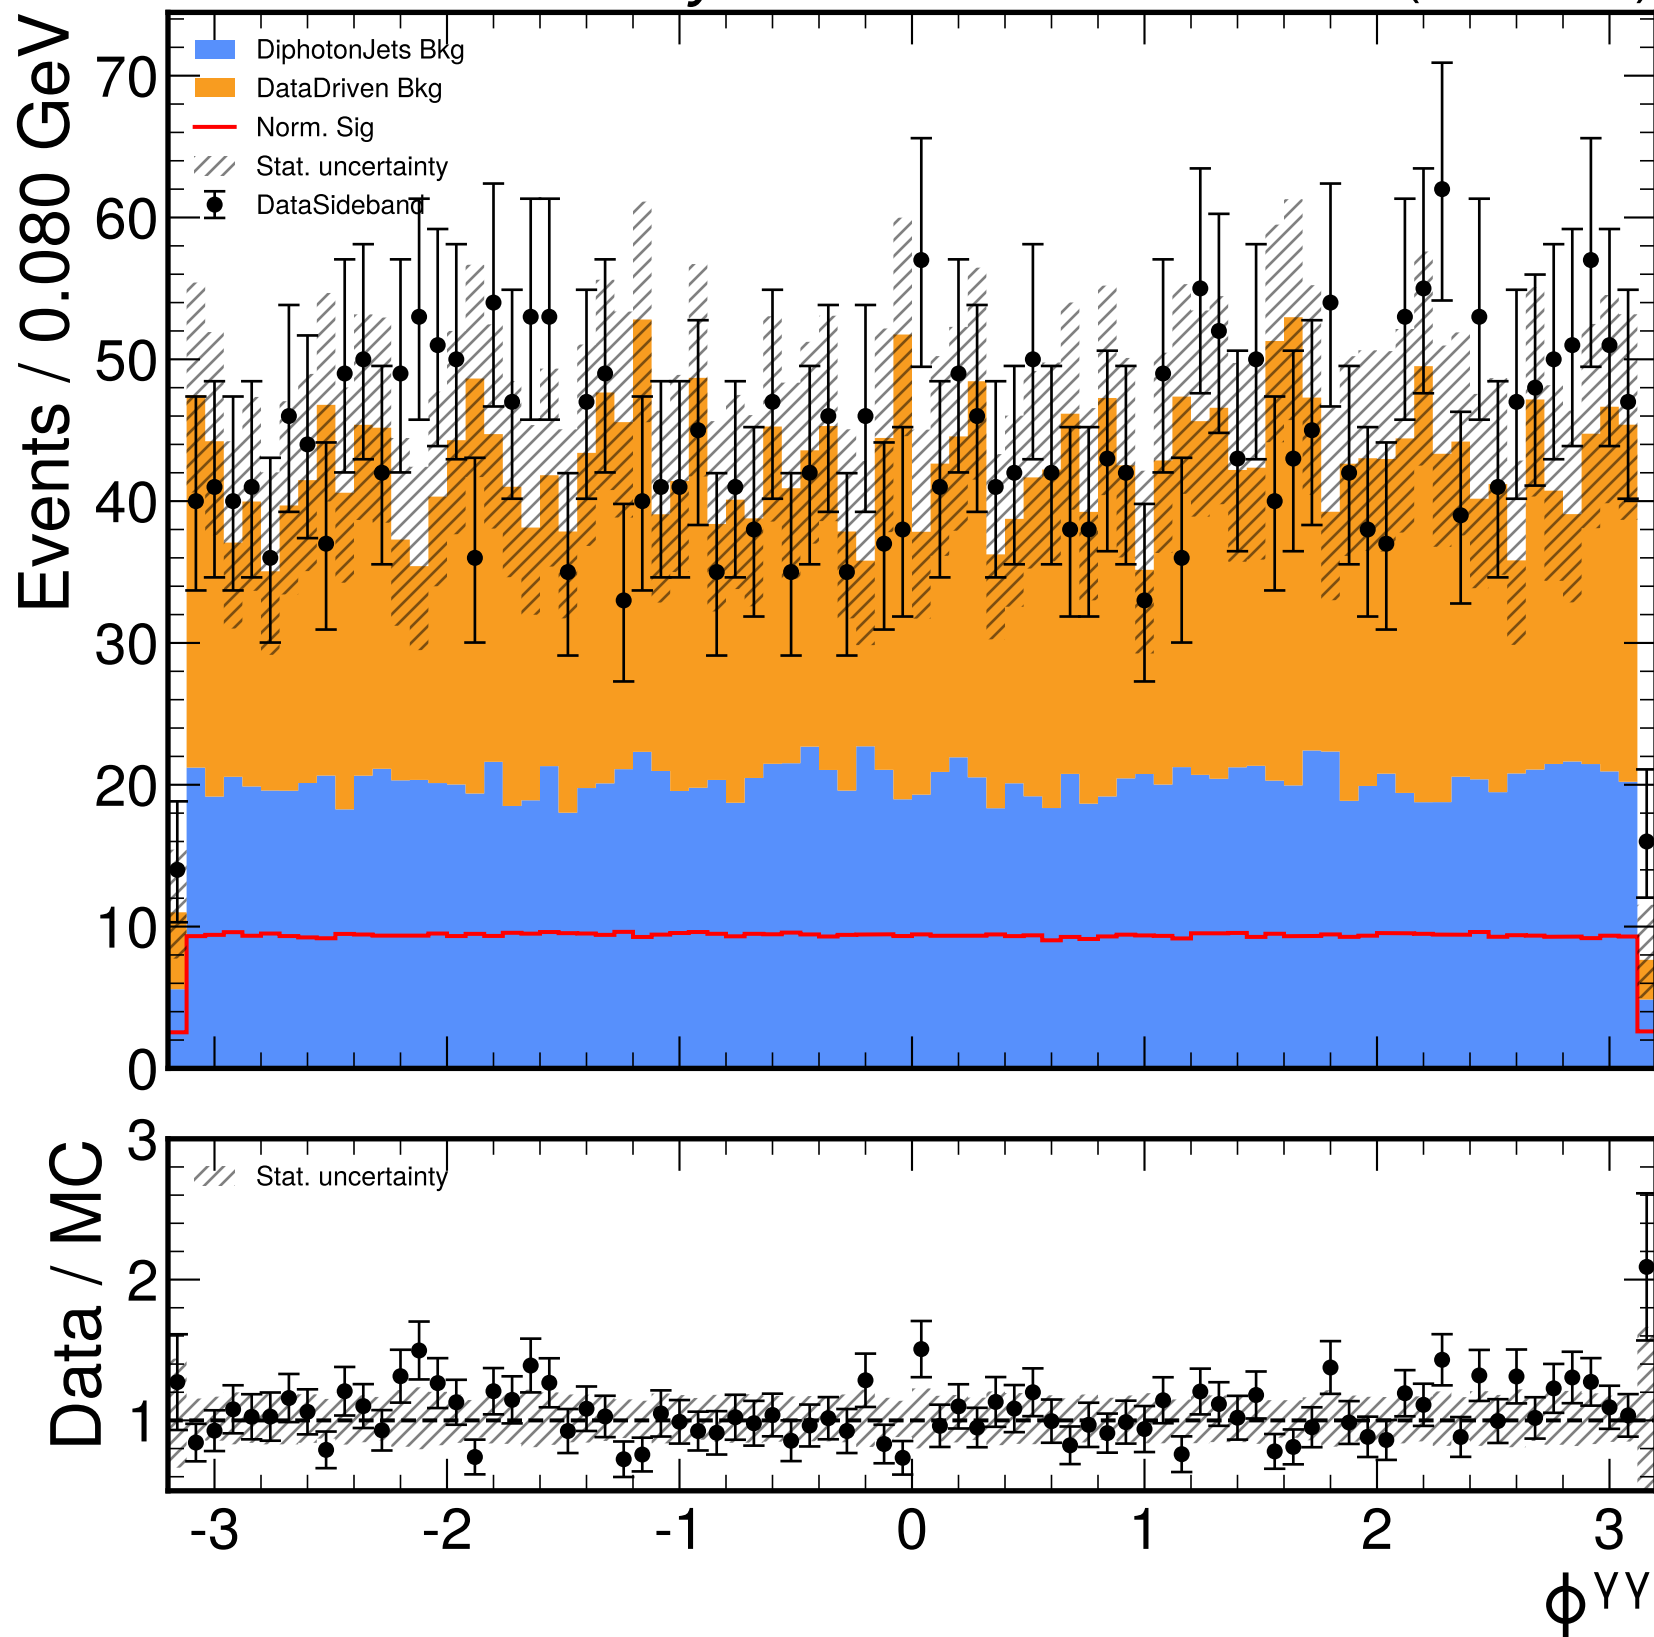 Events / 0.080 GeV
70
60
50
40
30
20
10
0
DiphotonJets Bkg
DataDriven Bkg
Norm. Sig
Stat. uncertainty
DataSideband
Data / MC
3
2
1
Stat. uncertainty
-3 -2 -1 0 1 2 3
ϕ^γγ